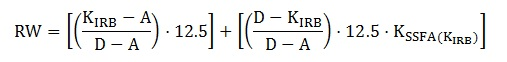 RW = [((K_IRB − A)/(D − A)) · 12.5] + [((D − K_IRB)/(D − A)) · 12.5 · K_SSFA(K_IRB)]